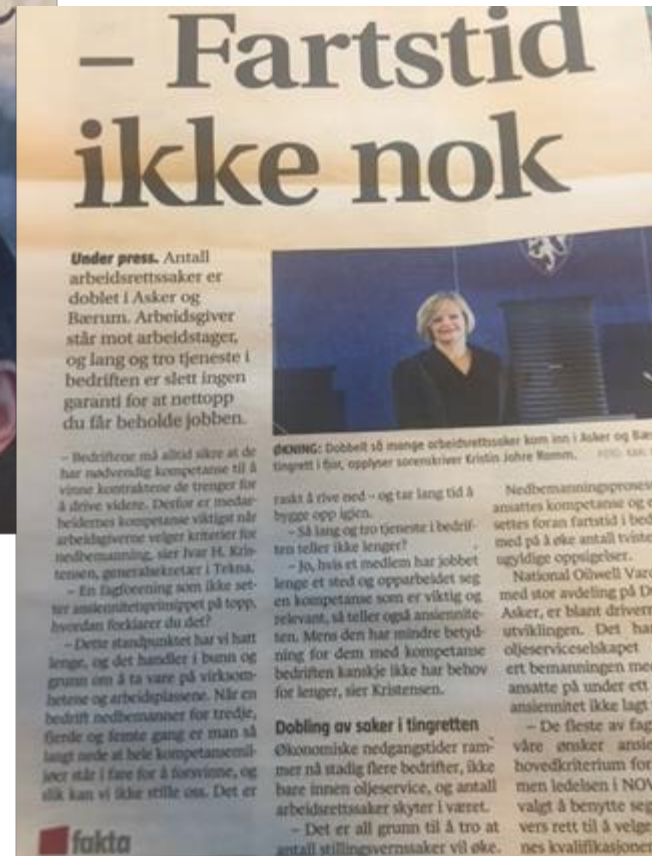 – Fartstid
ikke nok
Under press. Antall
arbeidsrettssaker er
doblet i Asker og
Bærum. Arbeidsgiver
står mot arbeidstager,
og lang og tro tjeneste i
bedriften er slett ingen
garanti for at nettopp
du får beholde jobben.
– Bedriftene må alltid sikre at de
har nødvendig kompetanse til å
vinne kontraktene de trenger for
å drive videre. Derfor er medar-
beidernes kompetanse viktigst når
arbeidsgiverne velger kriterier for
nedbemanning, sier Ivar H. Kris-
tensen, generalsekretær i Tekna.
– En fagforening som ikke set-
ter ansiennitetsprinsippet på topp,
hvordan forklarer du det?
– Dette standpunktet har vi hatt
lenge, og det handler i bunn og
grunn om å ta vare på virksom-
hetene og arbeidsplassene. Når en
bedrift nedbemanner for tredje,
fjerde og femte gang er man så
langt nede at hele kompetansemil-
jøer står i fare for å forsvinne, og
slik kan vi ikke stille oss. Det er
fakta
ØKNING: Dobbelt så mange arbeidsrettssaker kom inn i Asker og
tingrett i fjor, opplyser sorenskriver Kristin Johre Ramm.
raskt å rive ned – og tar lang tid å
bygge opp igjen.
– Så lang og tro tjeneste i bedrif-
ten teller ikke lenger?
– Jo, hvis et medlem har jobbet
lenge et sted og opparbeidet seg
en kompetanse som er viktig og
relevant, så teller også ansiennite-
ten. Mens den har mindre betyd-
ning for dem med kompetanse
bedriften kanskje ikke har behov
for lenger, sier Kristensen.
Dobling av saker i tingretten
Økonomiske nedgangstider ram-
mer nå stadig flere bedrifter, ikke
bare innen oljeservice, og antall
arbeidsrettssaker skyter i været.
– Det er all grunn til å tro at
antall stillingsvernssaker vil øke.
ansattes kompetanse og
settes foran fartstid i
med på å øke antall
ugyldige oppsigelser.
National Oilwell
med stor avdeling på
Asker, er blant
utviklingen. Det
oljeserviceselskapet
ert bemanningen
ansatte på under ett
ansiennitet ikke lagt
– De fleste av
våre ønsker
hovedkriterium for
men ledelsen i NOV
valgt å benytte seg
vers rett til å velge
nes